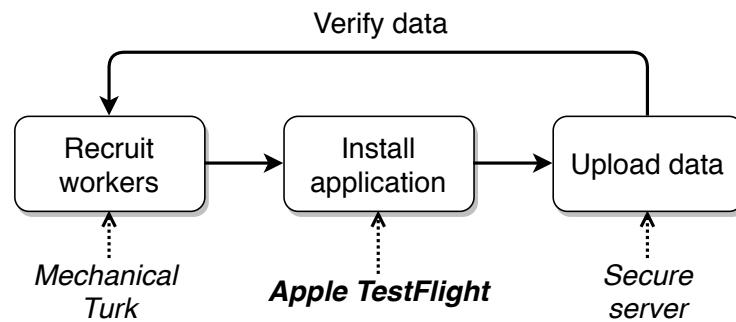 Verify data
Recruit
workers
Install
application
Upload data
Mechanical
Turk
Apple TestFlight
Secure
server